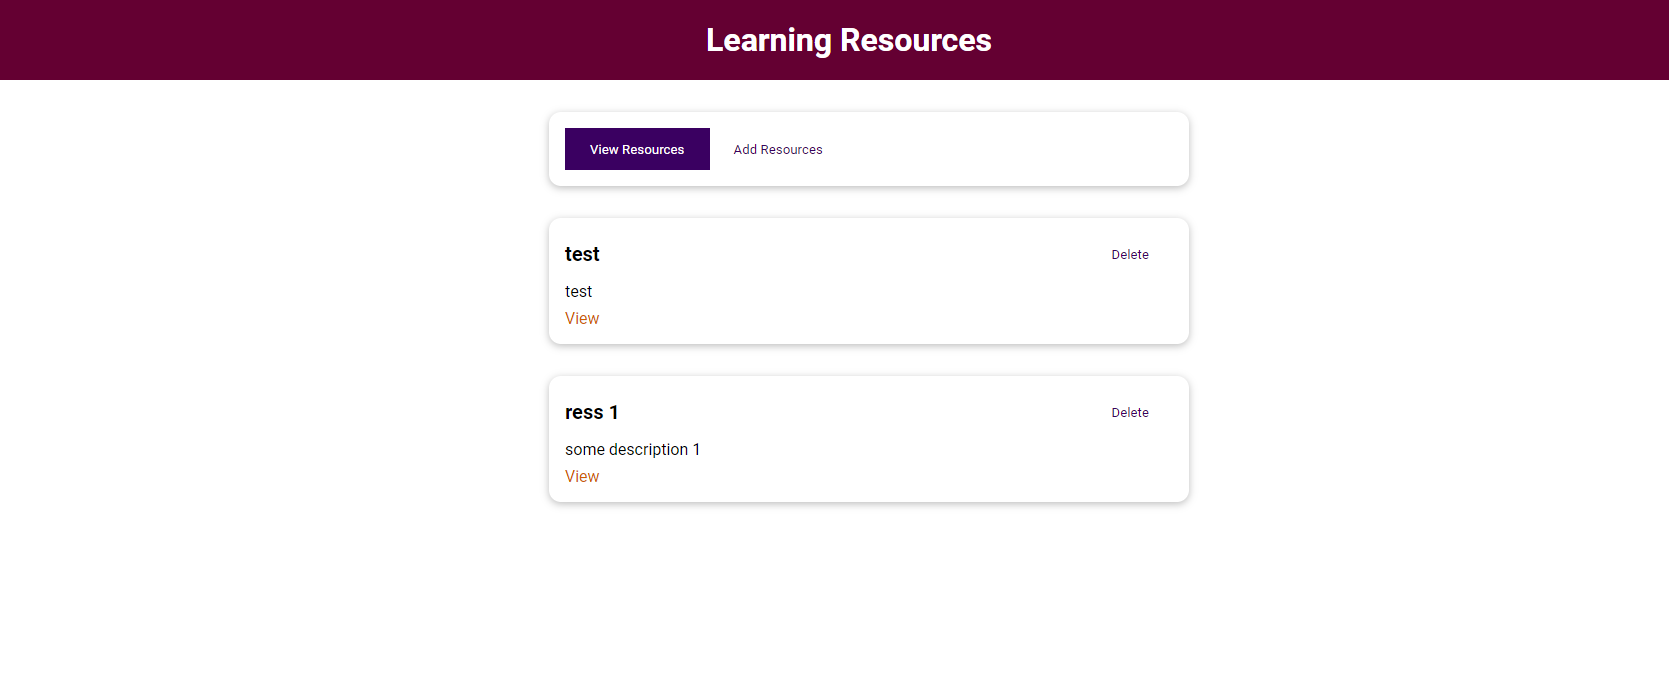 Learning Resources
View Resources Add Resources
test Delete
test
View
ress 1 Delete
some description 1
View